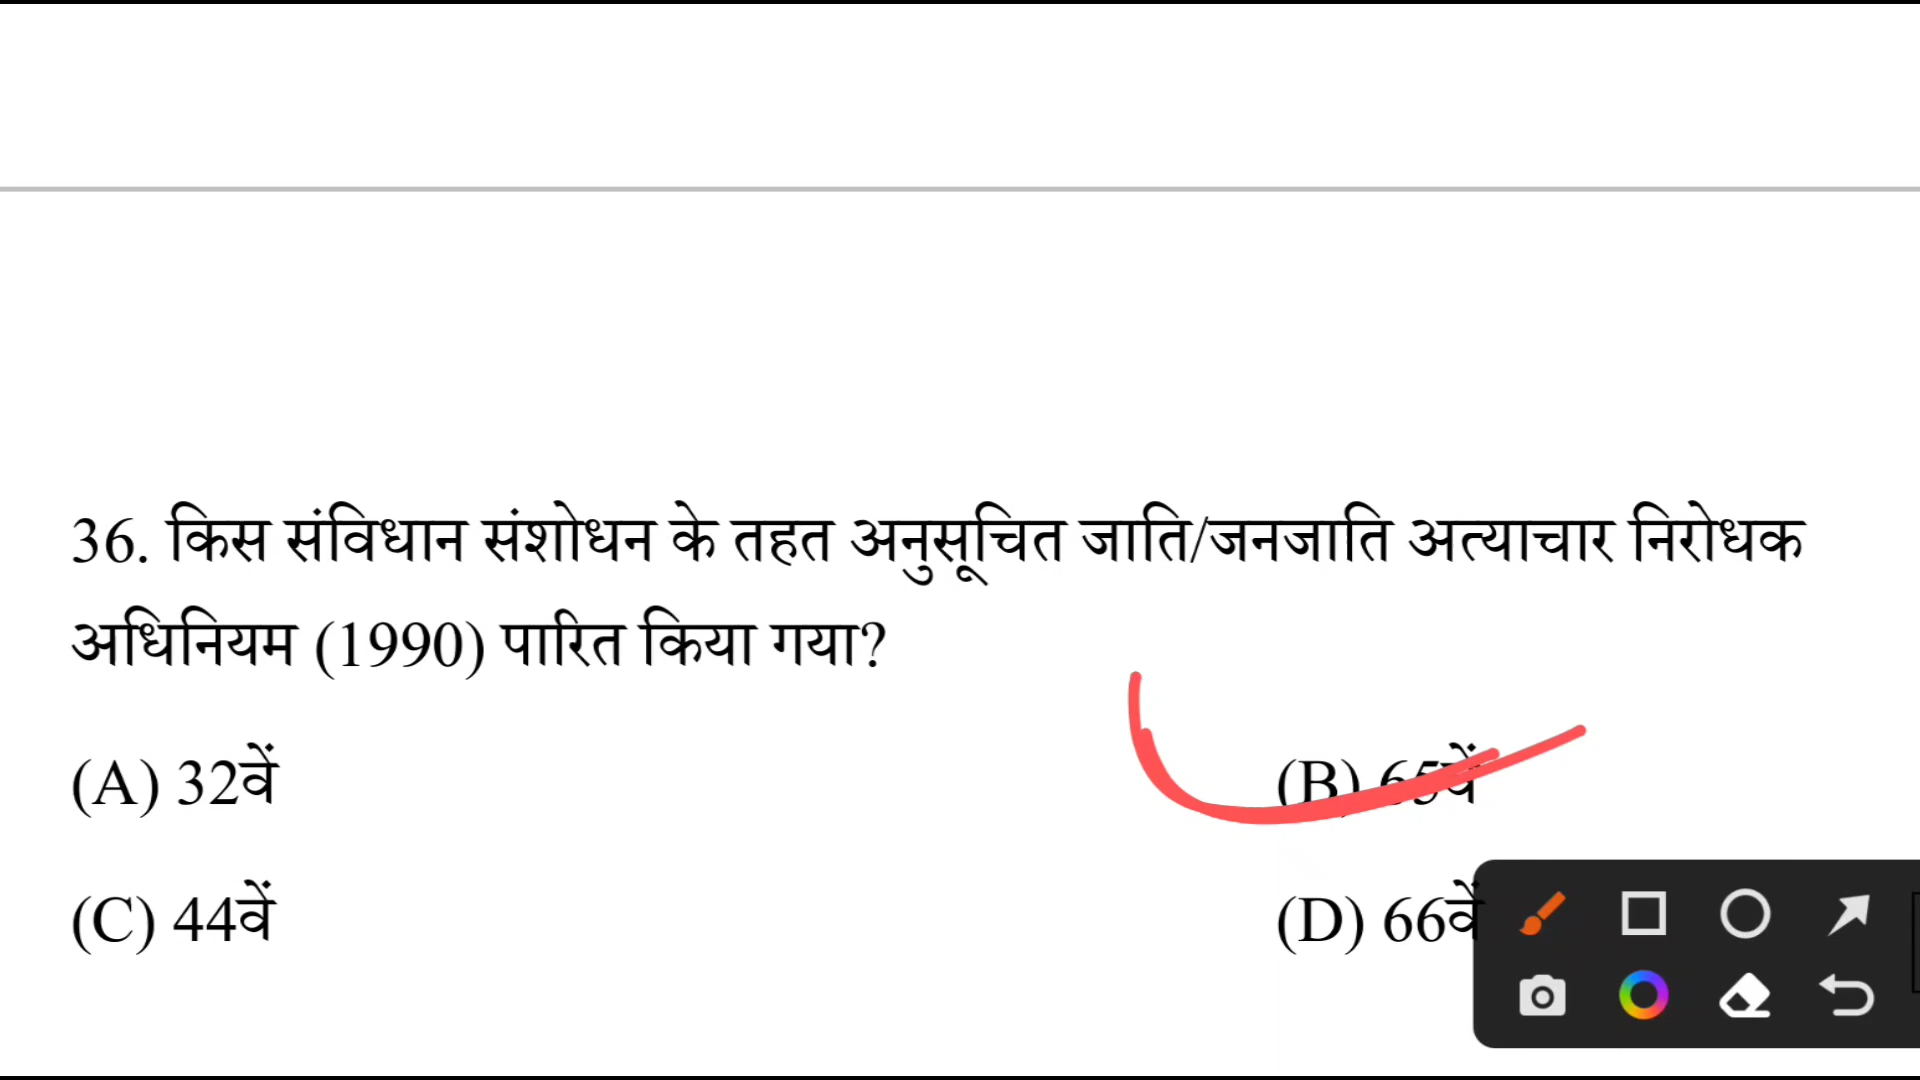 36. किस संविधान संशोधन के तहत अनुसूचित जाति/जनजाति अत्याचार निरोधक
अधिनियम (1990) पारित किया गया?
(A) 32वें (B) 65वें
(C) 44वें (D) 66वें